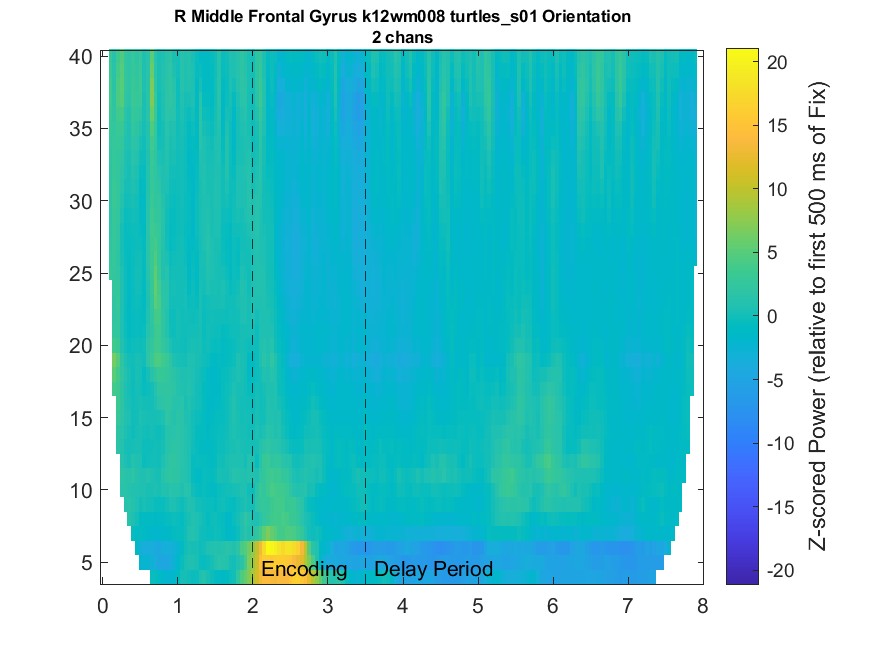 R Middle Frontal Gyrus k12wm008 turtles_s01 Orientation
2 chans
40
35
30
25
20
15
10
5
0 1 2 3 4 5 6 7 8
Encoding
Delay Period
20
15
10
5
0
-5
-10
-15
-20
Z-scored Power (relative to first 500 ms of Fix)